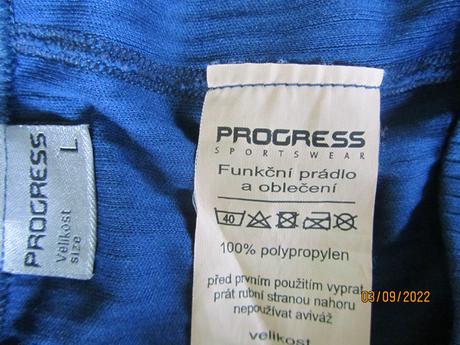 PROGRESS
L
Velikost
size
PROGRESS
SPORTSWEAR
Funkční prádlo
a oblečení
40
100% polypropylen
před prvním použitím vyprat
prát rubní stranou nahoru
nepoužívat aviváž
velikost
03/09/2022